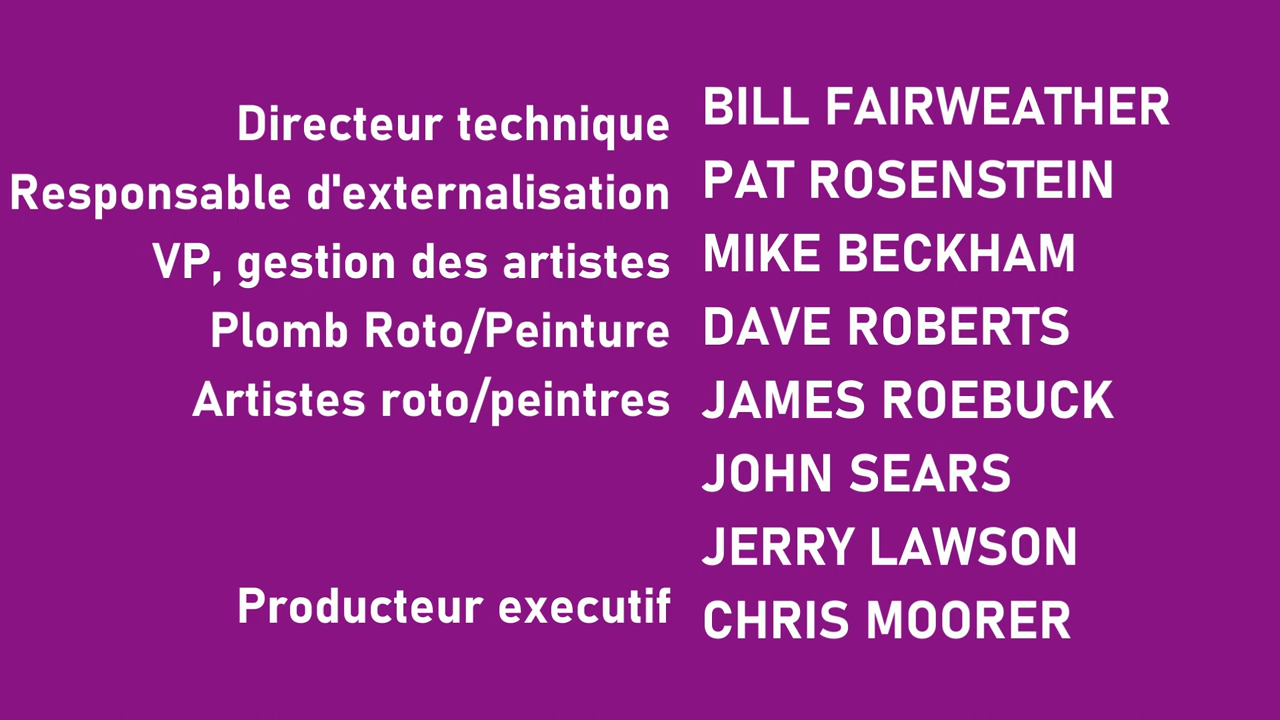 Directeur technique BILL FAIRWEATHER
Responsable d'externalisation PAT ROSENSTEIN
VP, gestion des artistes MIKE BECKHAM
Plomb Roto/Peinture DAVE ROBERTS
Artistes roto/peintres JAMES ROEBUCK
JOHN SEARS
JERRY LAWSON
Producteur executif CHRIS MOORER